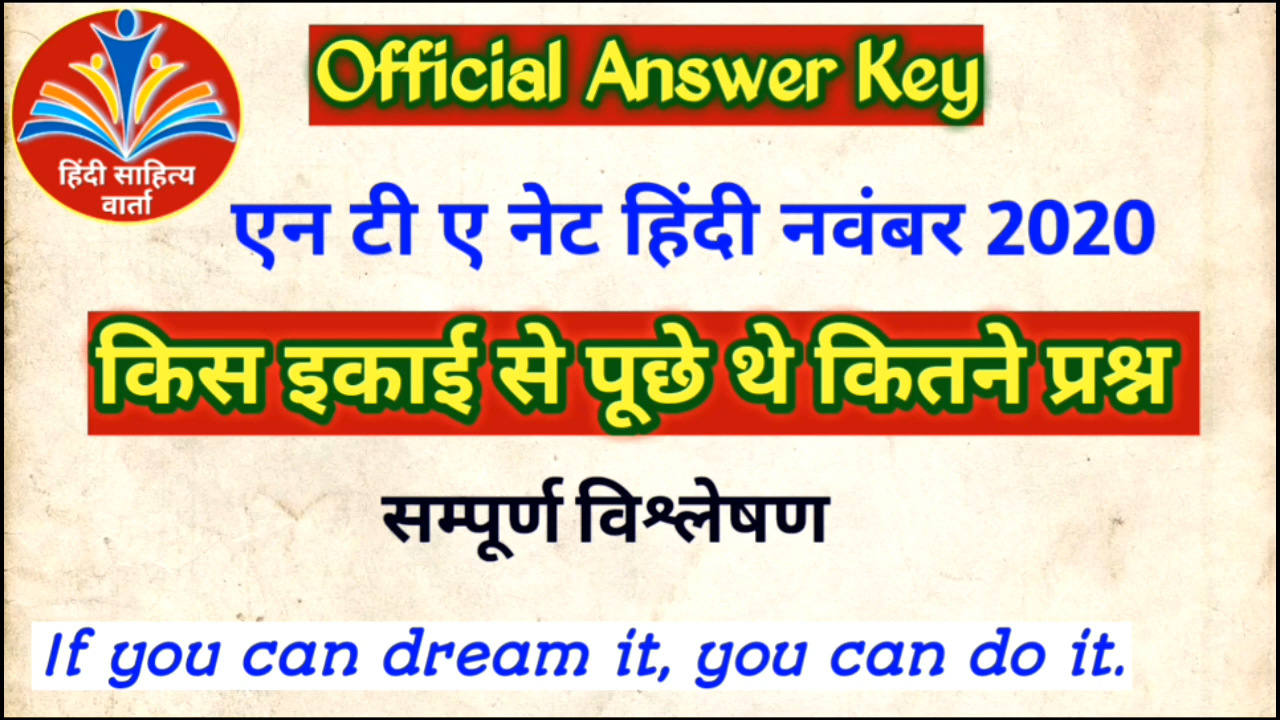 Official Answer Key
हिंदी साहित्य
वार्ता
एन टी ए नेट हिंदी नवंबर 2020
किस इकाई से पूछे थे कितने प्रश्न
सम्पूर्ण विश्लेषण
If you can dream it, you can do it.